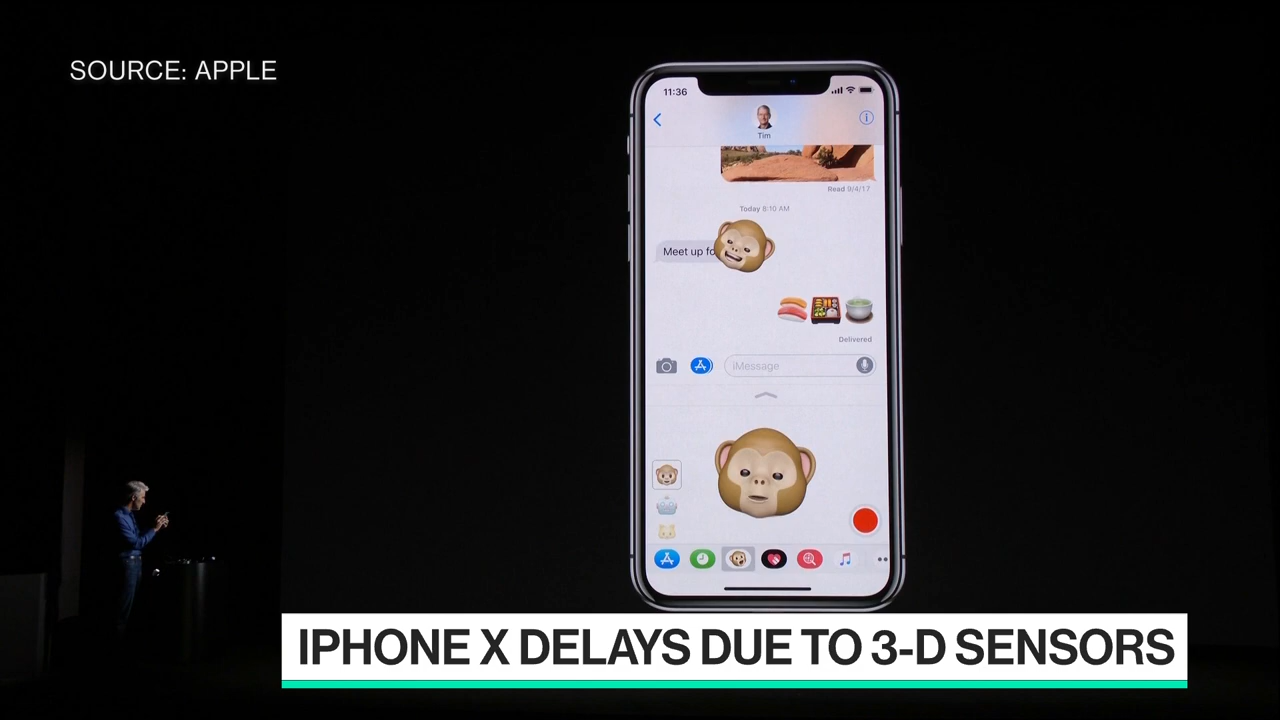 SOURCE: APPLE
11:36
Tim
Read 9/4/17
Today 8:10 AM
Meet up fo
Delivered
iMessage
IPHONE X DELAYS DUE TO 3-D SENSORS